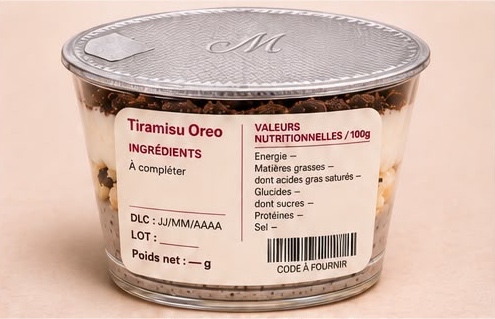 M
Tiramisu Oreo
INGRÉDIENTS
À compléter
DLC : JJ/MM/AAAA
LOT : ______
Poids net : — g
VALEURS
NUTRITIONNELLES / 100g
Energie –
Matières grasses –
dont acides gras saturés –
Glucides –
dont sucres –
Protéines –
Sel –
CODE À FOURNIR